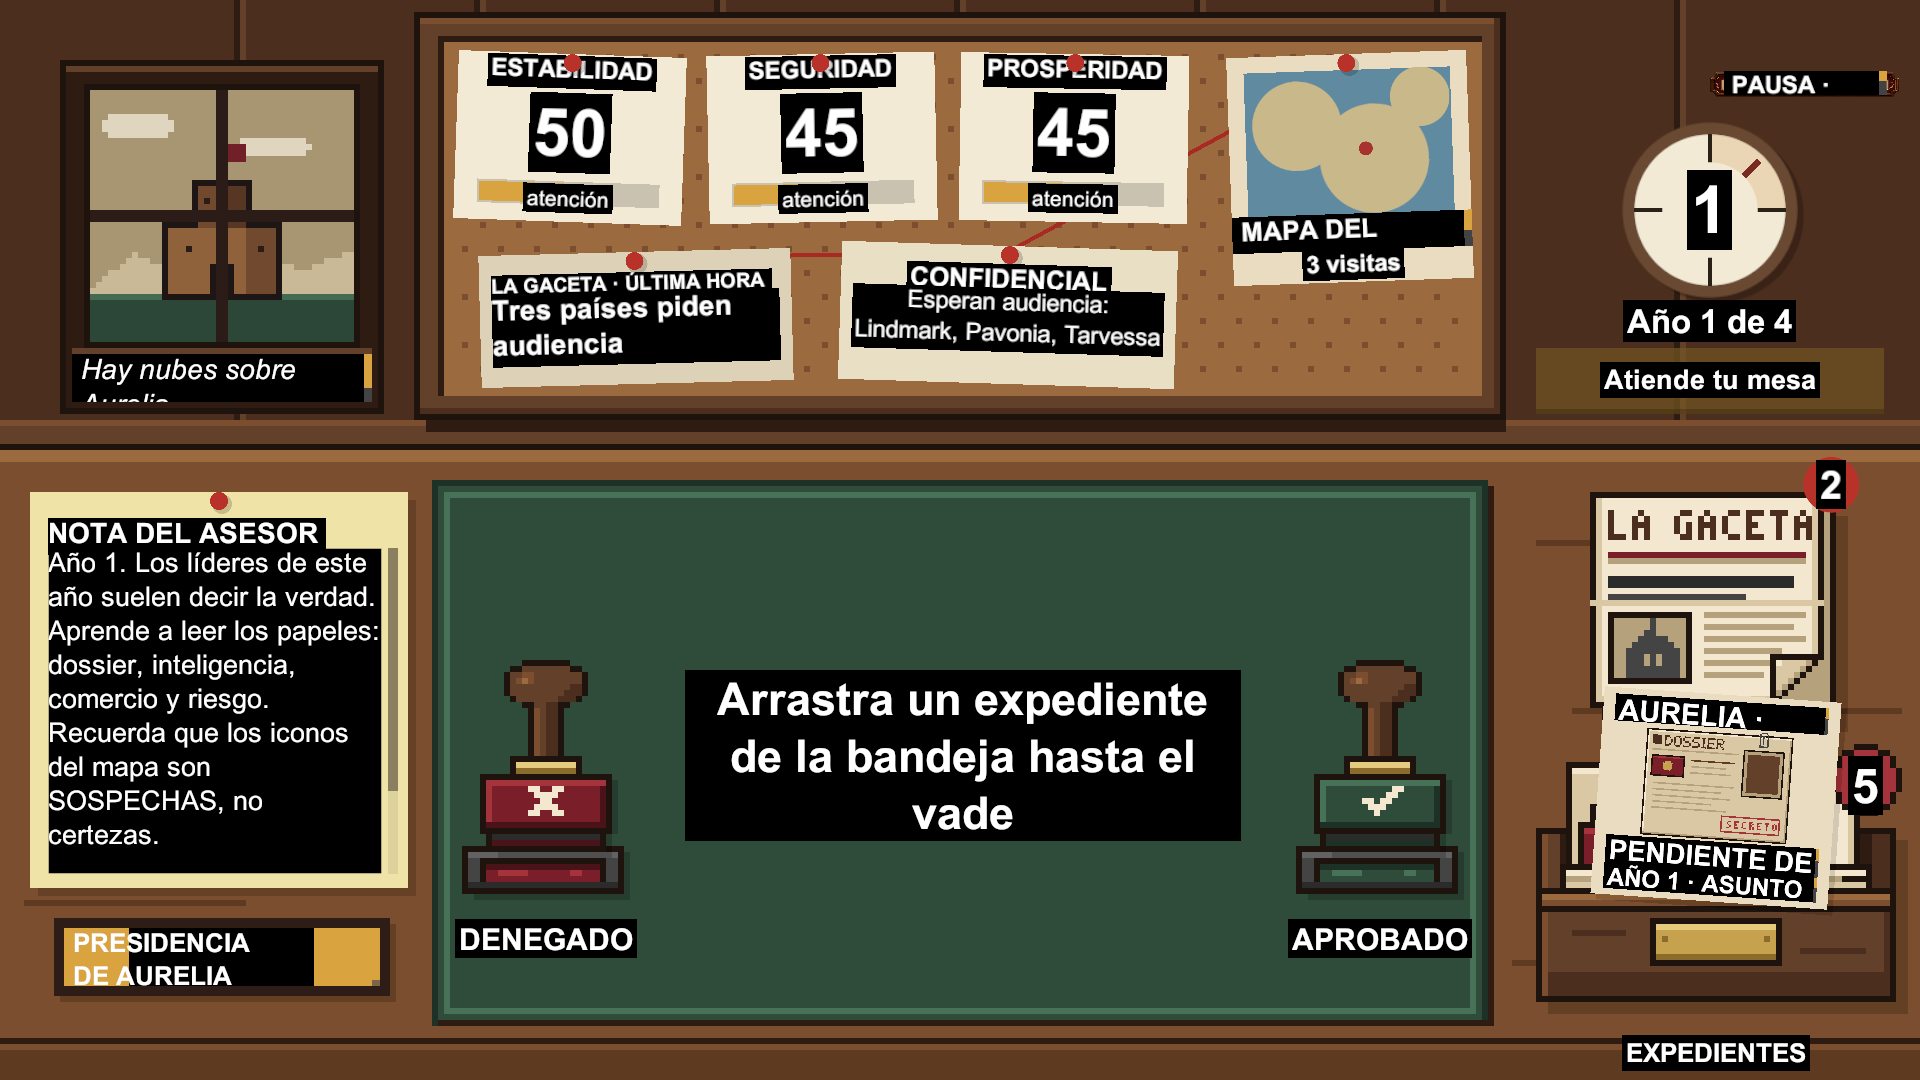 ESTABILIDAD
50
atención
SEGURIDAD
45
atención
PROSPERIDAD
45
atención
MAPA DEL
3 visitas
LA GACETA · ÚLTIMA HORA
Tres países piden
audiencia
CONFIDENCIAL
Esperan audiencia:
Lindmark, Pavonia, Tarvessa
PAUSA ·
1
Año 1 de 4
Atiende tu mesa
Hay nubes sobre
Aurelia
NOTA DEL ASESOR
Año 1. Los líderes de este
año suelen decir la verdad.
Aprende a leer los papeles:
dossier, inteligencia,
comercio y riesgo.
Recuerda que los iconos
del mapa son
SOSPECHAS, no
certezas.
PRESIDENCIA
DE AURELIA
Arrastra un expediente
de la bandeja hasta el
vade
DENEGADO
APROBADO
2
LA GACETA
AURELIA ·
DOSSIER
SECRETO
5
PENDIENTE DE
AÑO 1 · ASUNTO
EXPEDIENTES